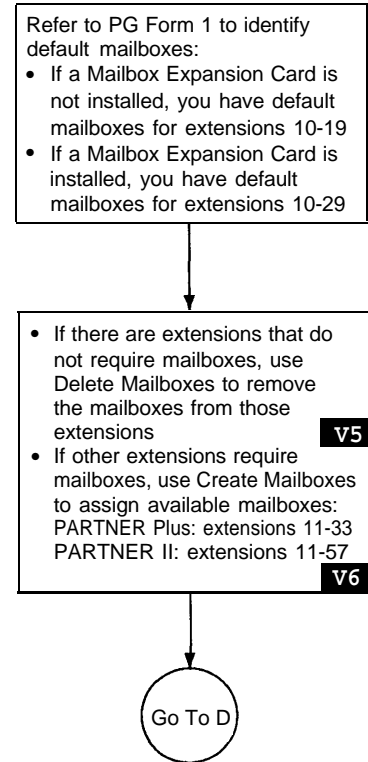 Refer to PG Form 1 to identify
default mailboxes:
• If a Mailbox Expansion Card is
not installed, you have default
mailboxes for extensions 10-19
• If a Mailbox Expansion Card is
installed, you have default
mailboxes for extensions 10-29
• If there are extensions that do
not require mailboxes, use
Delete Mailboxes to remove
the mailboxes from those
extensions
V5
• If other extensions require
mailboxes, use Create Mailboxes
to assign available mailboxes:
PARTNER Plus: extensions 11-33
PARTNER II: extensions 11-57
V6
Go To D